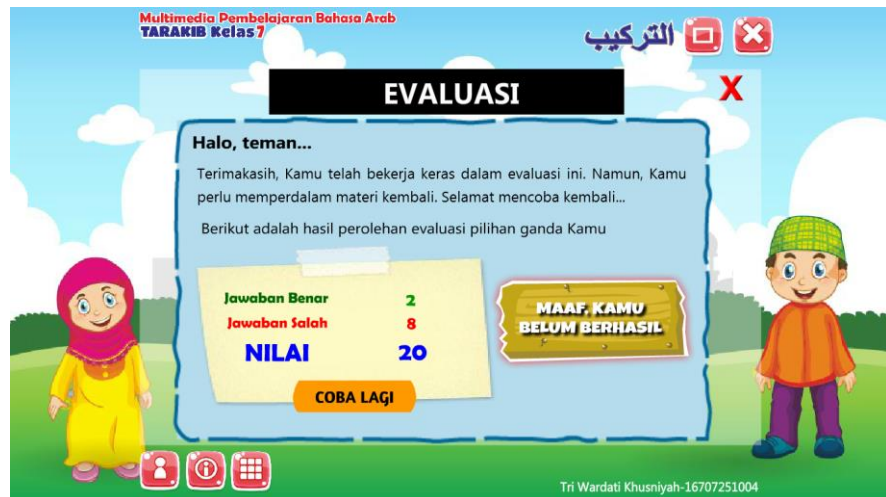 Multimedia Pembelajaran Bahasa Arab
TARAKIB Kelas 7
التركيب
EVALUASI
X
Halo, teman...
Terimakasih, Kamu telah bekerja keras dalam evaluasi ini. Namun, Kamu
perlu memperdalam materi kembali. Selamat mencoba kembali...
Berikut adalah hasil perolehan evaluasi pilihan ganda Kamu
Jawaban Benar 2
Jawaban Salah 8
NILAI 20
MAAF, KAMU
BELUM BERHASIL
COBA LAGI
Tri Wardati Khusniyah-16707251004